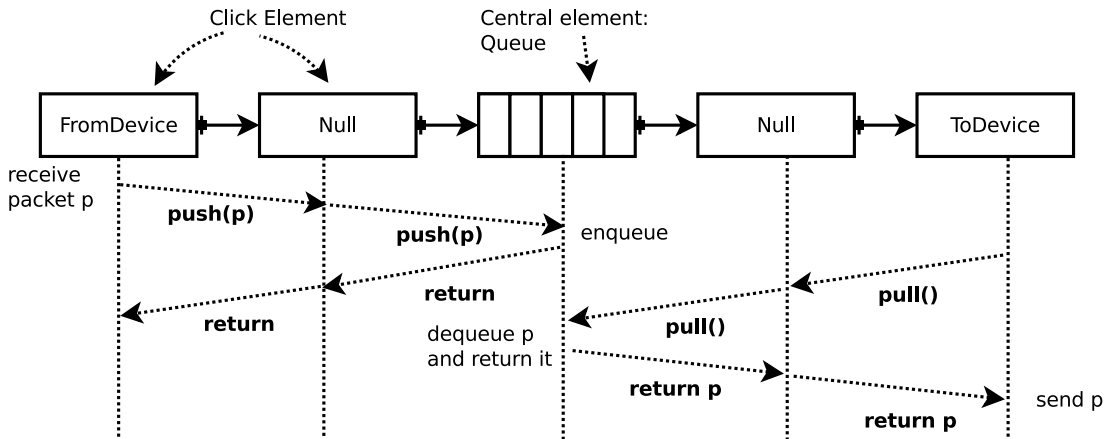 Click Element
Central element:
Queue
FromDevice
Null
Null
ToDevice
receive
packet p
push(p)
push(p)
enqueue
return
return
pull()
pull()
dequeue p
and return it
return p
return p
send p